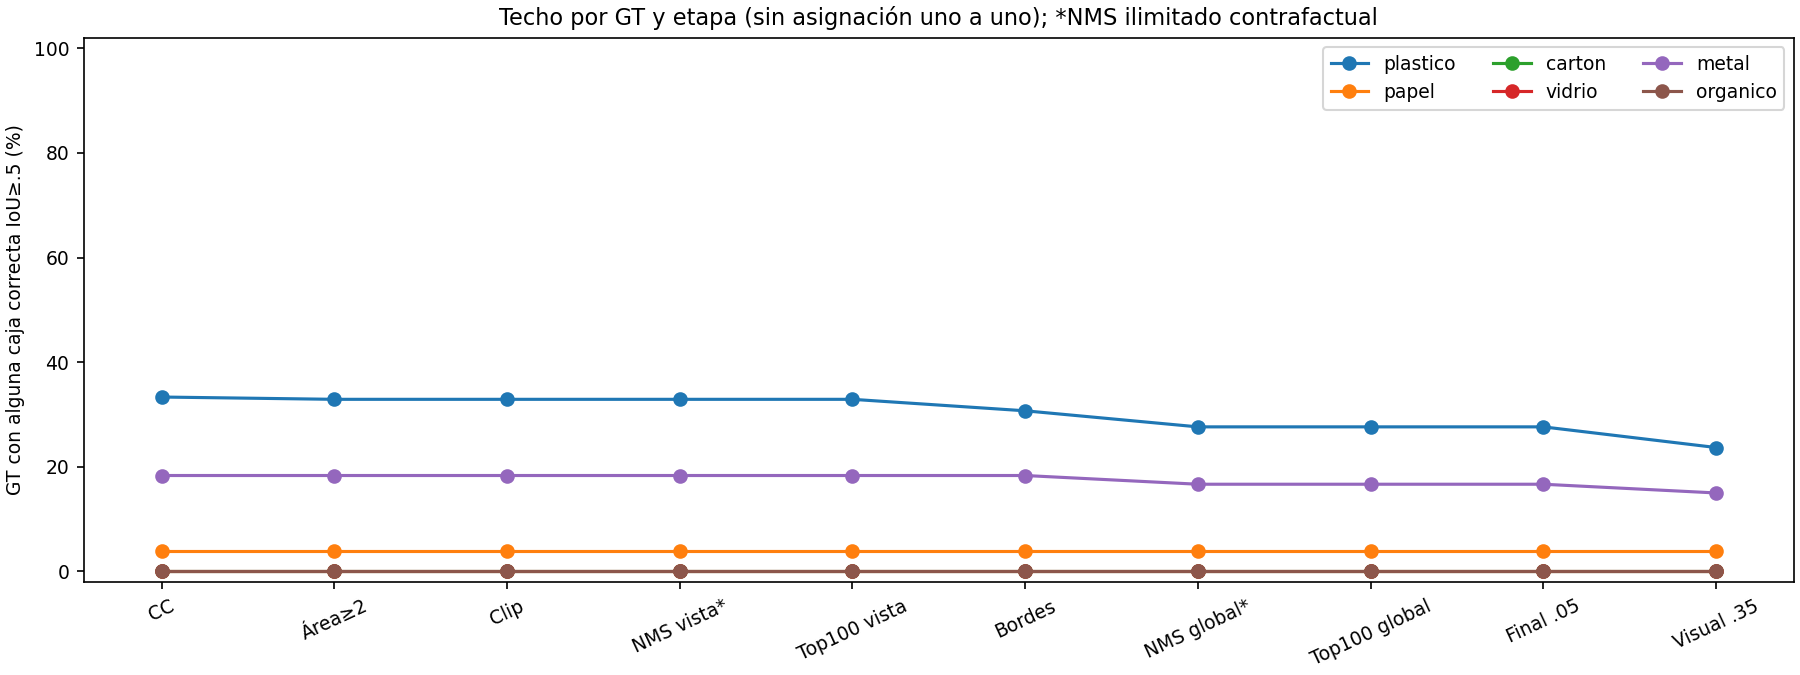 Techo por GT y etapa (sin asignación uno a uno); *NMS ilimitado contrafactual
GT con alguna caja correcta IoU≥.5 (%)
100
80
60
40
20
0
plastico
papel
carton
vidrio
metal
organico
CC
Área≥2
Clip
NMS vista*
Top100 vista
Bordes
NMS global*
Top100 global
Final .05
Visual .35